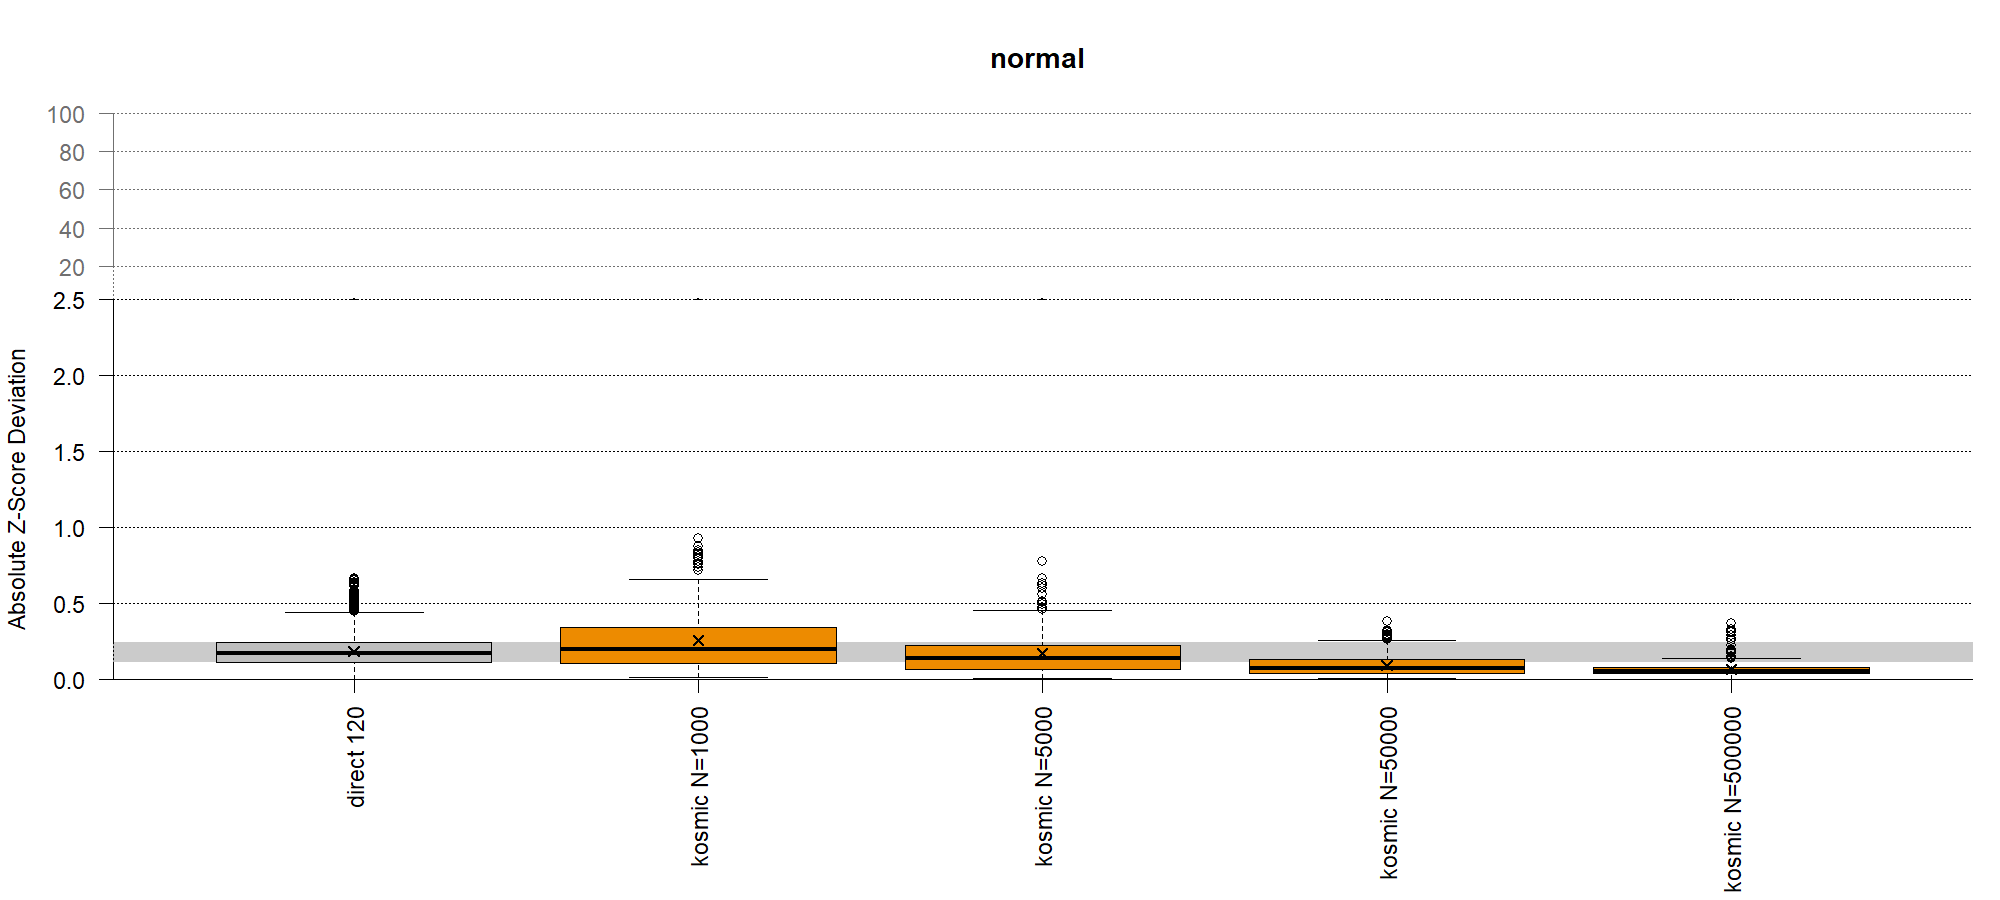 normal
100
80
60
40
20
2.5
2.0
1.5
1.0
0.5
0.0
Absolute Z-Score Deviation
direct 120
kosmic N=1000
kosmic N=5000
kosmic N=50000
kosmic N=500000